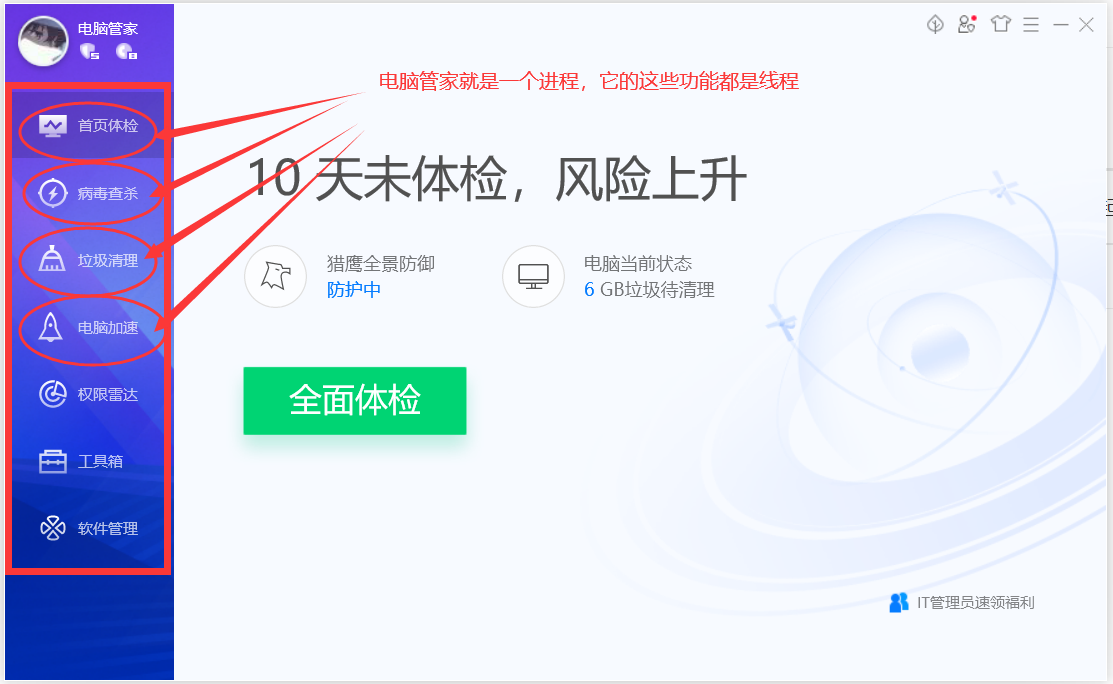 电脑管家
电脑管家就是一个进程，它的这些功能都是线程
首页体检
病毒查杀
垃圾清理
电脑加速
权限雷达
工具箱
软件管理
10 天未体检，风险上升
猎鹰全景防御
防护中
电脑当前状态
6 GB垃圾待清理
全面体检
IT管理员速领福利